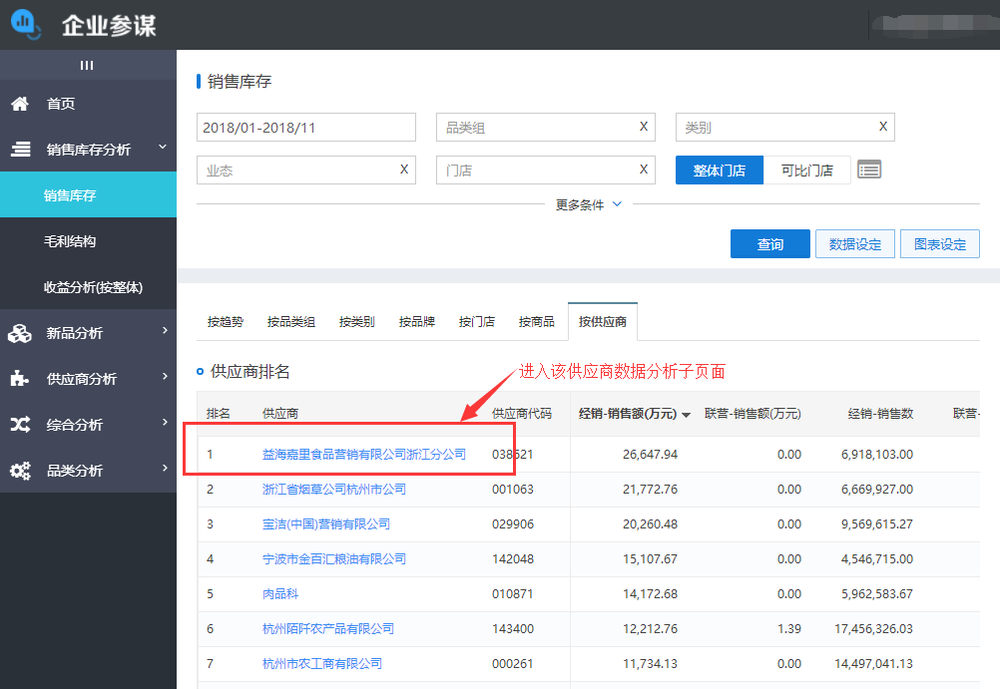 企业参谋
首页
销售库存分析
销售库存
毛利结构
收益分析(按整体)
新品分析
供应商分析
综合分析
品类分析
销售库存
2018/01-2018/11 品类组 X 类别 X
业态 X 门店 X 整体门店 可比门店
更多条件
查询 数据设定 图表设定
按趋势 按品类组 按类别 按品牌 按门店 按商品 按供应商
供应商排名 进入该供应商数据分析子页面
排名 供应商 供应商代码 经销-销售额(万元) 联营-销售额(万元) 经销-销售数 联营-
1 益海嘉里食品营销有限公司浙江分公司 038521 26,647.94 0.00 6,918,103.00
2 浙江省烟草公司杭州市公司 001063 21,772.76 0.00 6,669,927.00
3 宝洁(中国)营销有限公司 029906 20,260.48 0.00 9,569,615.27
4 宁波市金百汇粮油有限公司 142048 15,107.67 0.00 4,546,715.00
5 肉品科 010871 14,172.68 0.00 5,962,583.67
6 杭州陌阡农产品有限公司 143400 12,212.76 1.39 17,456,326.03
7 杭州市农工商有限公司 000261 11,734.13 0.00 14,497,041.13